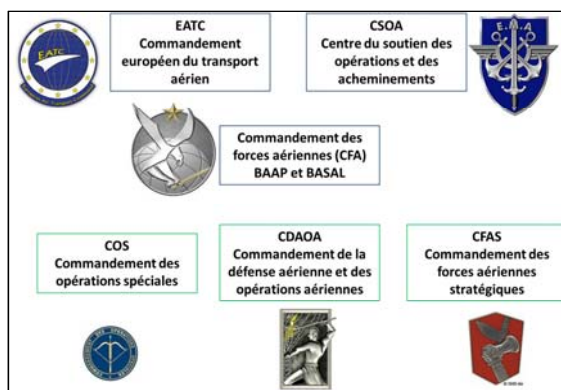 EATC
Commandement
européen du transport
aérien
CSOA
Centre du soutien des
opérations et des
acheminements
EATC
E.M.A
Commandement des
forces aériennes (CFA)
BAAP et BASAL
COS
Commandement des
opérations spéciales
CDAOA
Commandement de la
défense aérienne et des
opérations aériennes
CFAS
Commandement des
forces aériennes
stratégiques